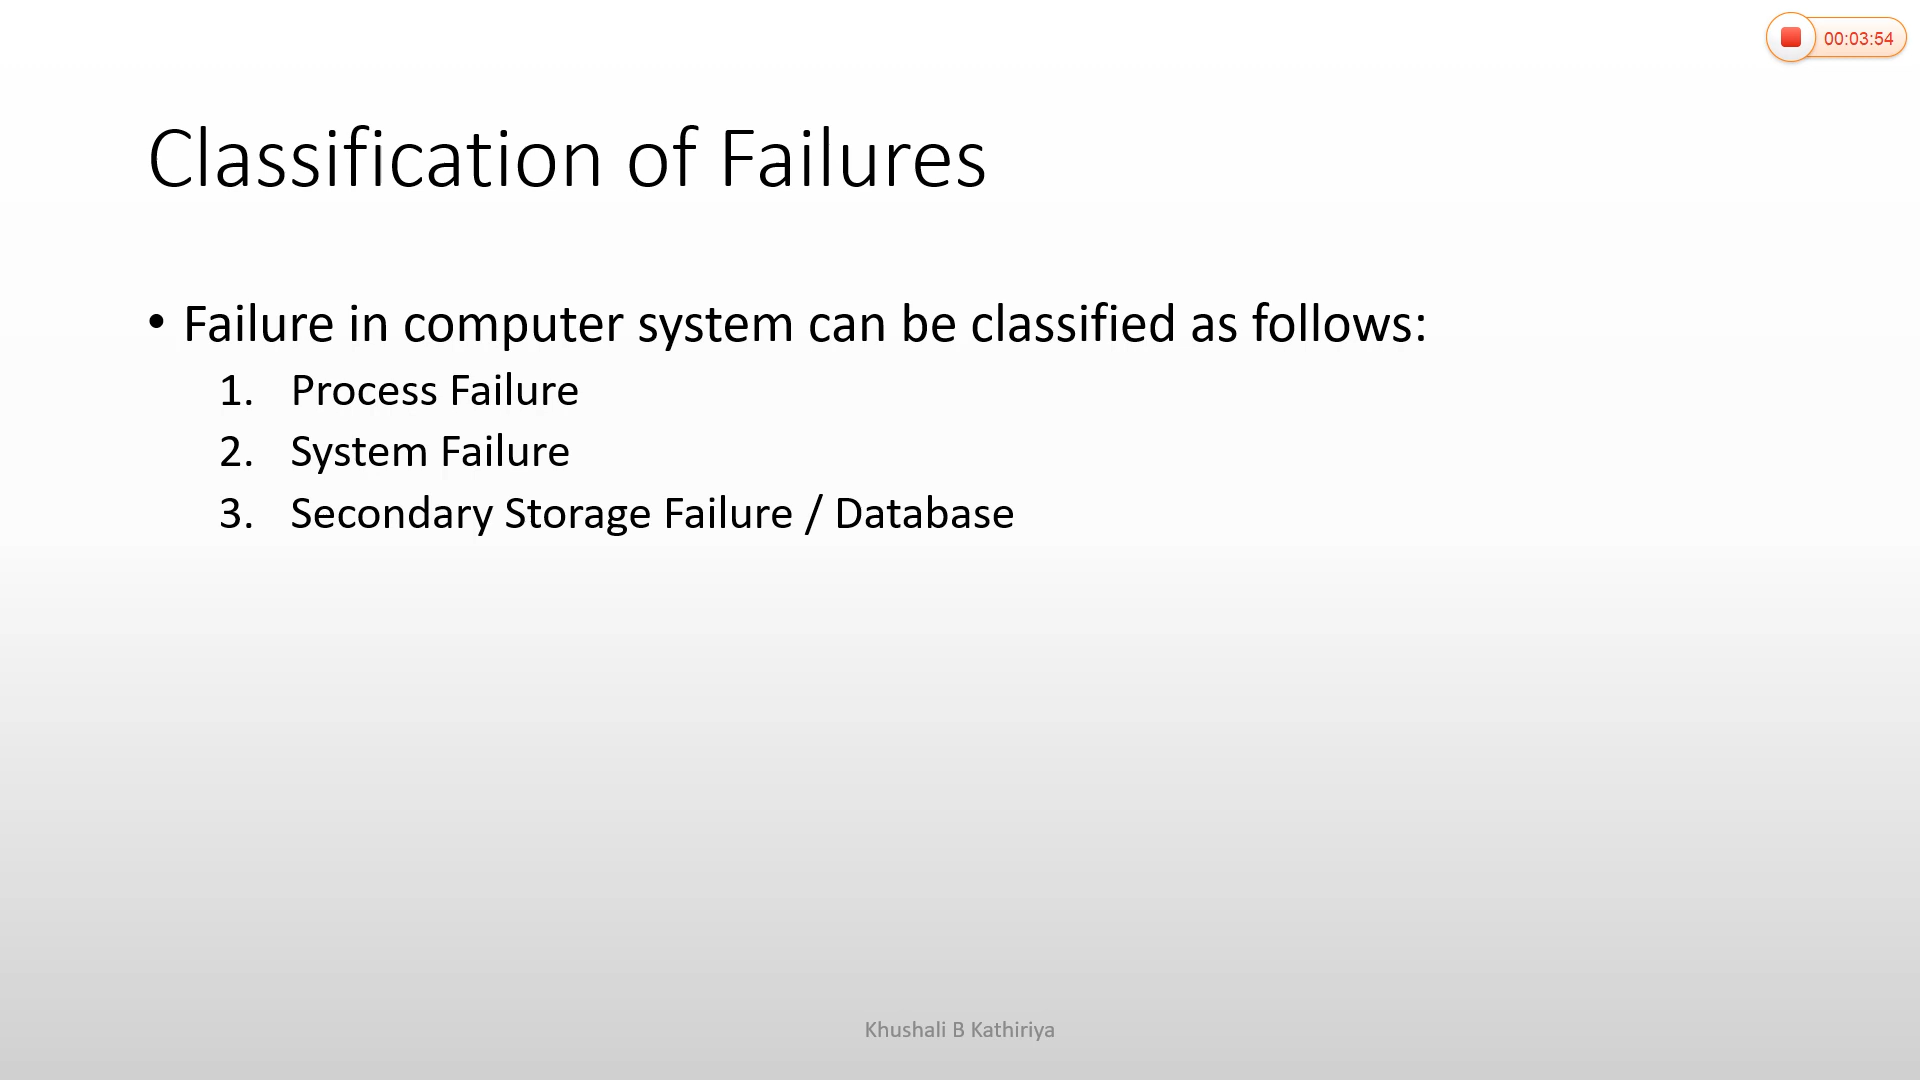 00:03:54
Classification of Failures
• Failure in computer system can be classified as follows:
1. Process Failure
2. System Failure
3. Secondary Storage Failure / Database
Khushali B Kathiriya